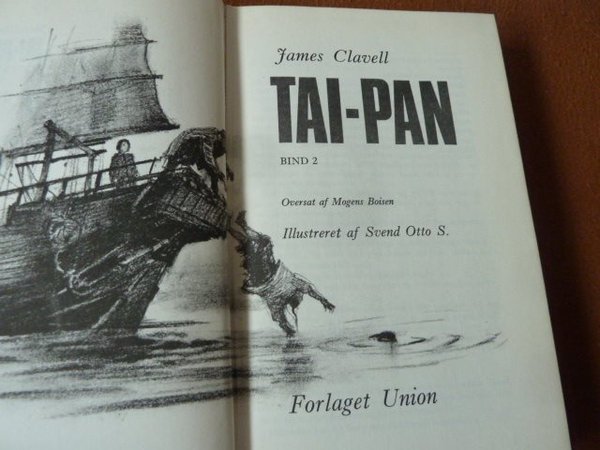 James Clavell
TAI-PAN
BIND 2
Oversat af Mogens Boisen
Illustreret af Svend Otto S.
Forlaget Union